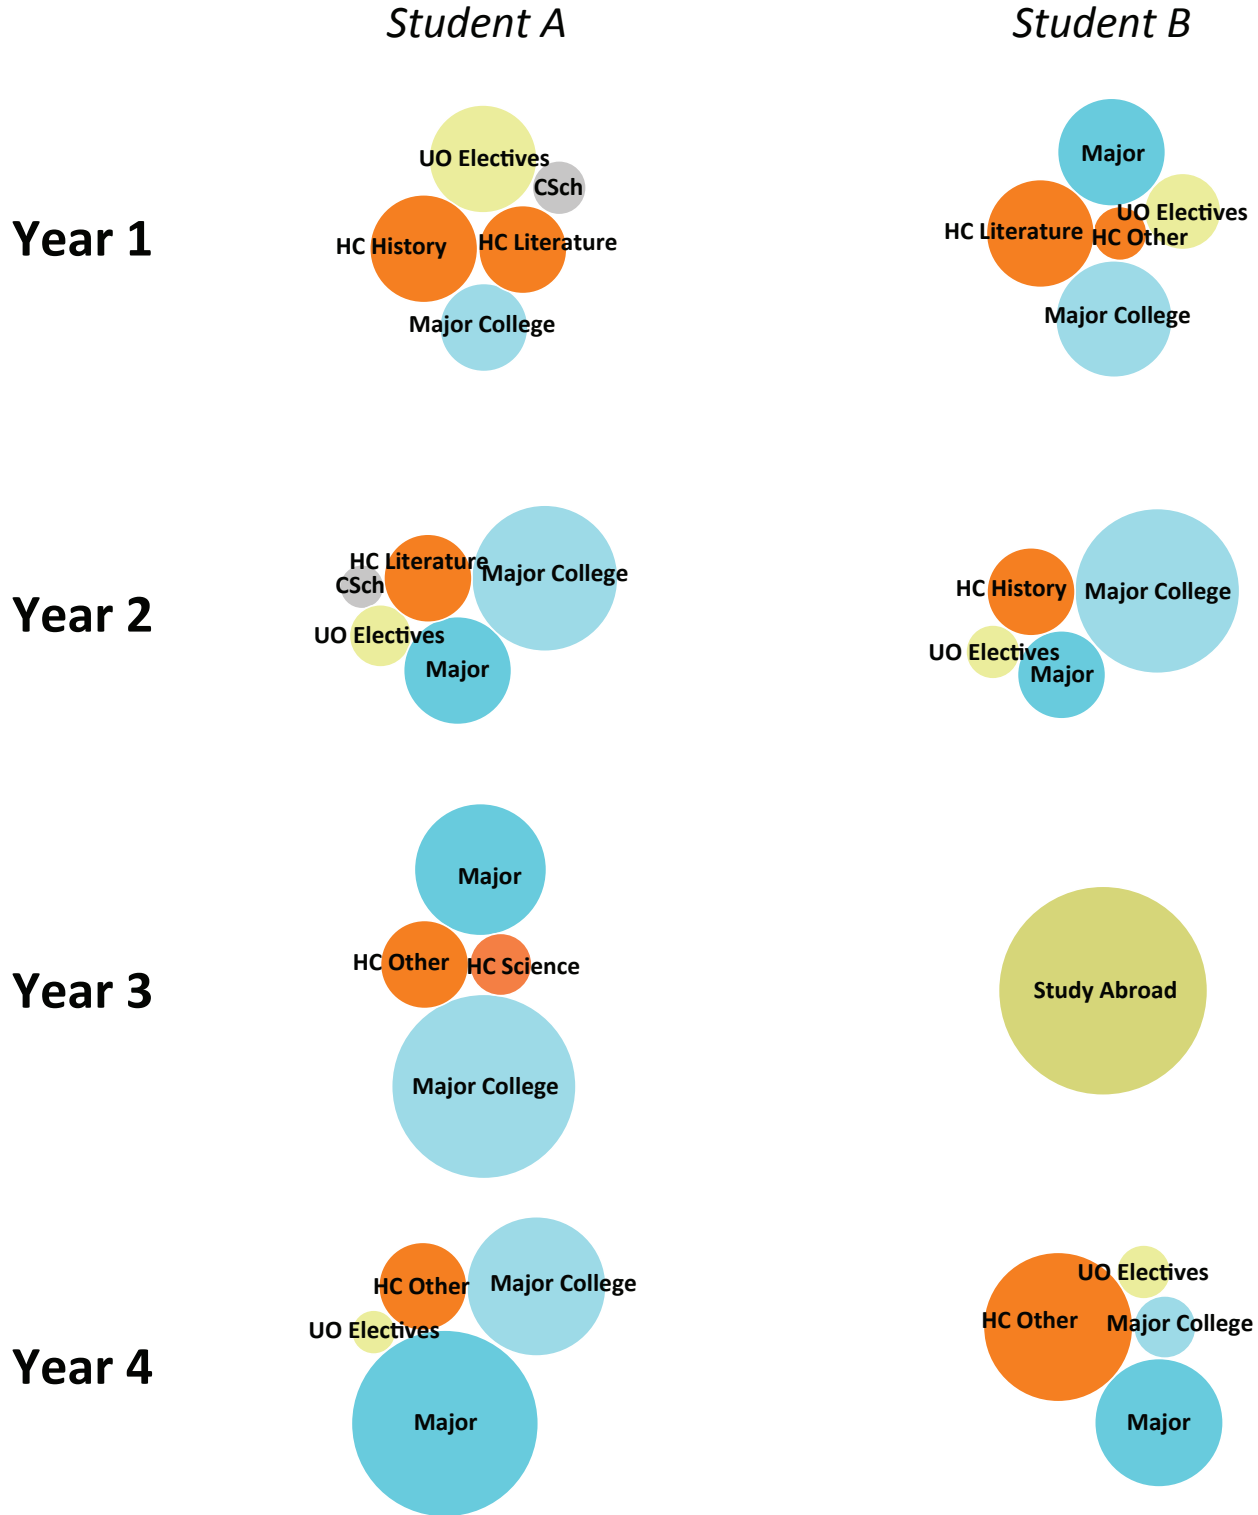 Student A
Student B
Year 1
UO Electives
CSch
HC History
HC Literature
Major College
Major
UO Electives
HC Literature
HC Other
Major College
Year 2
HC Literature
Major College
CSch
UO Electives
Major
HC History
Major College
UO Electives
Major
Year 3
Major
HC Other
HC Science
Major College
Study Abroad
Year 4
HC Other
Major College
UO Electives
Major
UO Electives
HC Other
Major College
Major